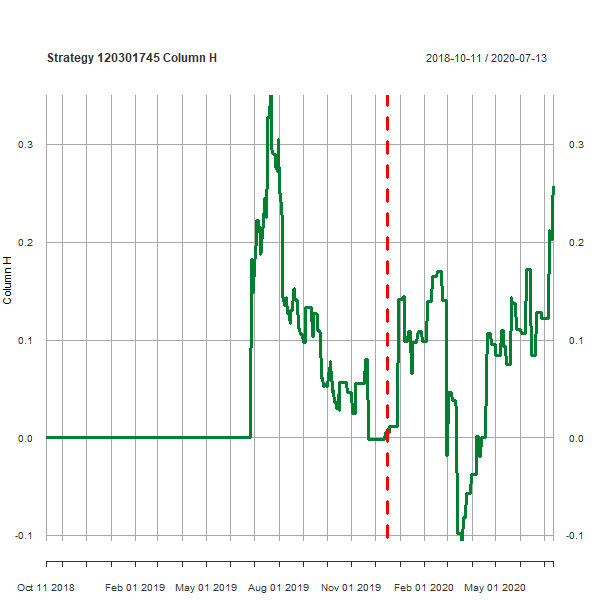 Strategy 120301745 Column H
2018-10-11 / 2020-07-13
0.3
0.3
0.2
0.2
0.1
0.1
0.0
0.0
-0.1
-0.1
Column H
Oct 11 2018
Feb 01 2019
May 01 2019
Aug 01 2019
Nov 01 2019
Feb 01 2020
May 01 2020